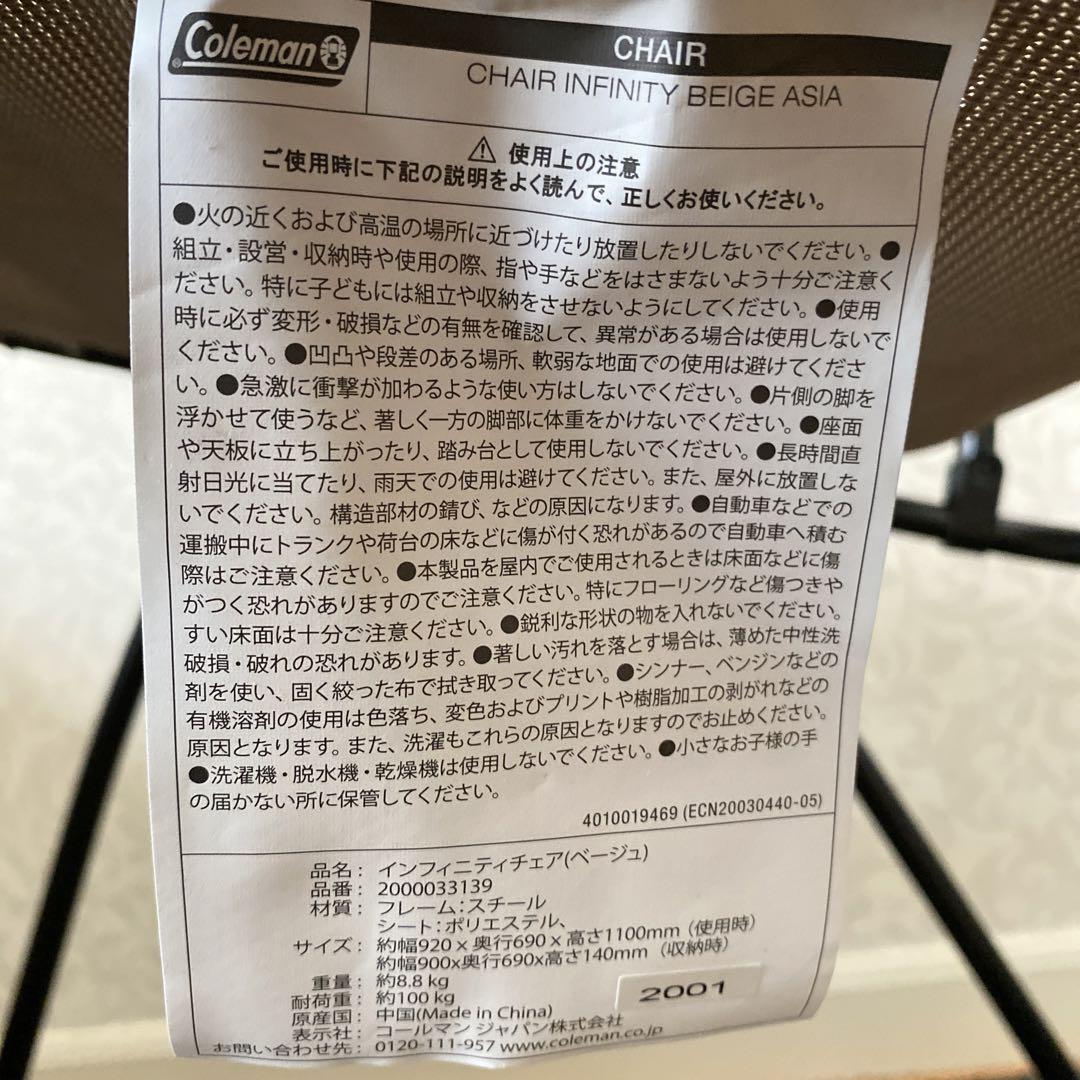 Coleman
CHAIR
CHAIR INFINITY BEIGE ASIA
⚠ 使用上の注意
ご使用時に下記の説明をよく読んで、正しくお使いください。
●火の近くおよび高温の場所に近づけたり放置したりしないでください。●
組立・設営・収納時や使用の際、指や手などをはさまないよう十分ご注意く
ださい。特に子どもには組立や収納をさせないようにしてください。●使用
時に必ず変形・破損などの有無を確認して、異常がある場合は使用しないで
ください。●凹凸や段差のある場所、軟弱な地面での使用は避けてくださ
い。●急激に衝撃が加わるような使い方はしないでください。●片側の脚を
浮かせて使うなど、著しく一方の脚部に体重をかけないでください。●座面
や天板に立ち上がったり、踏み台として使用しないでください。●長時間直
射日光に当てたり、雨天での使用は避けてください。また、屋外に放置しな
いでください。構造部材の錆び、などの原因になります。●自動車などでの
運搬中にトランクや荷台の床などに傷が付く恐れがあるので自動車へ積む
際はご注意ください。●本製品を屋内でご使用されるときは床面などに傷
がつく恐れがありますのでご注意ください。特にフローリングなど傷つきや
すい床面は十分ご注意ください。●鋭利な形状の物を入れないでください。
破損・破れの恐れがあります。●著しい汚れを落とす場合は、薄めた中性洗
剤を使い、固く絞った布で拭き取ってください。●シンナー、ベンジンなどの
有機溶剤の使用は色落ち、変色およびプリントや樹脂加工の剥がれなどの
原因となります。また、洗濯もこれらの原因となりますのでお止めください。
●洗濯機・脱水機・乾燥機は使用しないでください。●小さなお子様の手
の届かない所に保管してください。
4010019469 (ECN20030440-05)
品名：インフィニティチェア(ベージュ)
品番：2000033139
材質：フレーム：スチール
シート：ポリエステル、
サイズ：約幅920×奥行690×高さ1100mm（使用時）
約幅900x奥行690x高さ140mm（収納時）
重量：約8.8 kg
耐荷重：約100 kg
原産国：中国(Made in China)
表示社：コールマン ジャパン株式会社
お問い合わせ先：0120-111-957 www.coleman.co.jp
2001